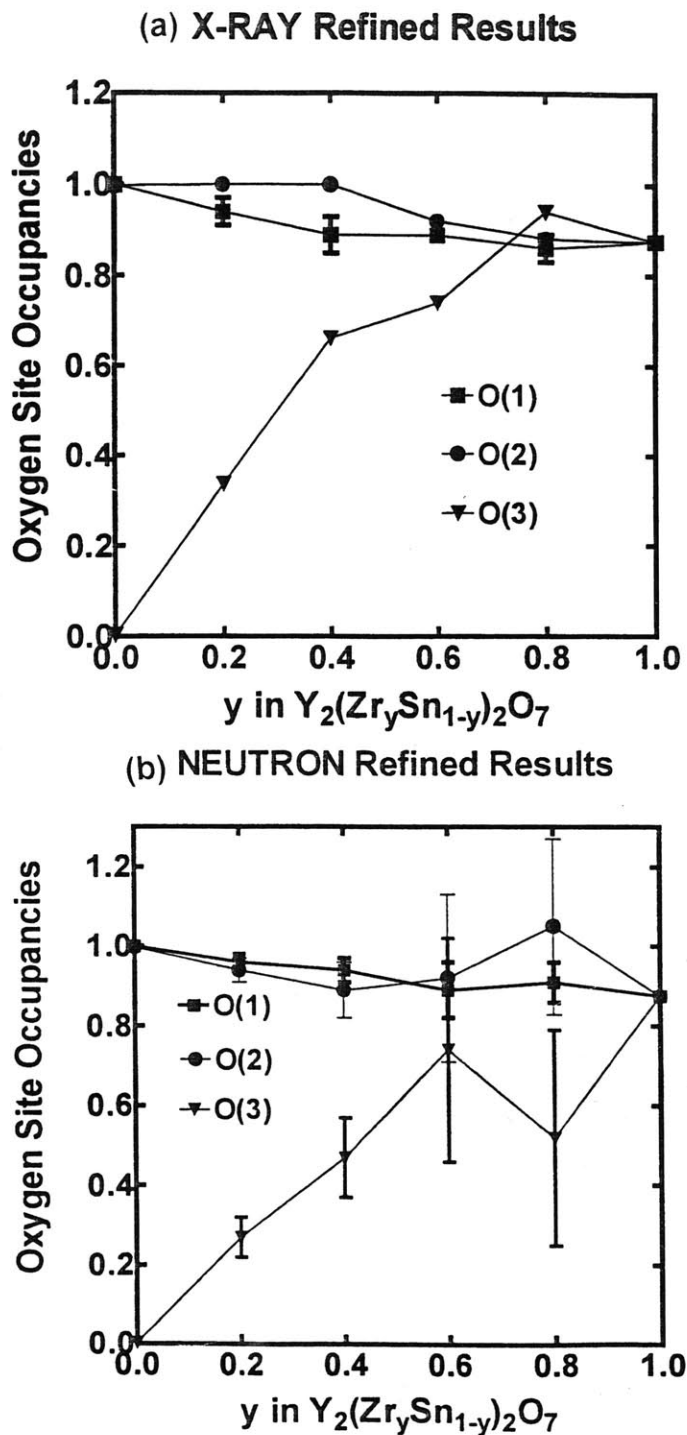 (a) X-RAY Refined Results
1.2
1.0
0.8
0.6
0.4
0.2
0.0
Oxygen Site Occupancies
O(1)
O(2)
O(3)
0.0 0.2 0.4 0.6 0.8 1.0
y in Y₂(ZrᵧSn₁₋ᵧ)₂O₇
(b) NEUTRON Refined Results
1.2
1.0
0.8
0.6
0.4
0.2
0.0
Oxygen Site Occupancies
O(1)
O(2)
O(3)
0.0 0.2 0.4 0.6 0.8 1.0
y in Y₂(ZrᵧSn₁₋ᵧ)₂O₇